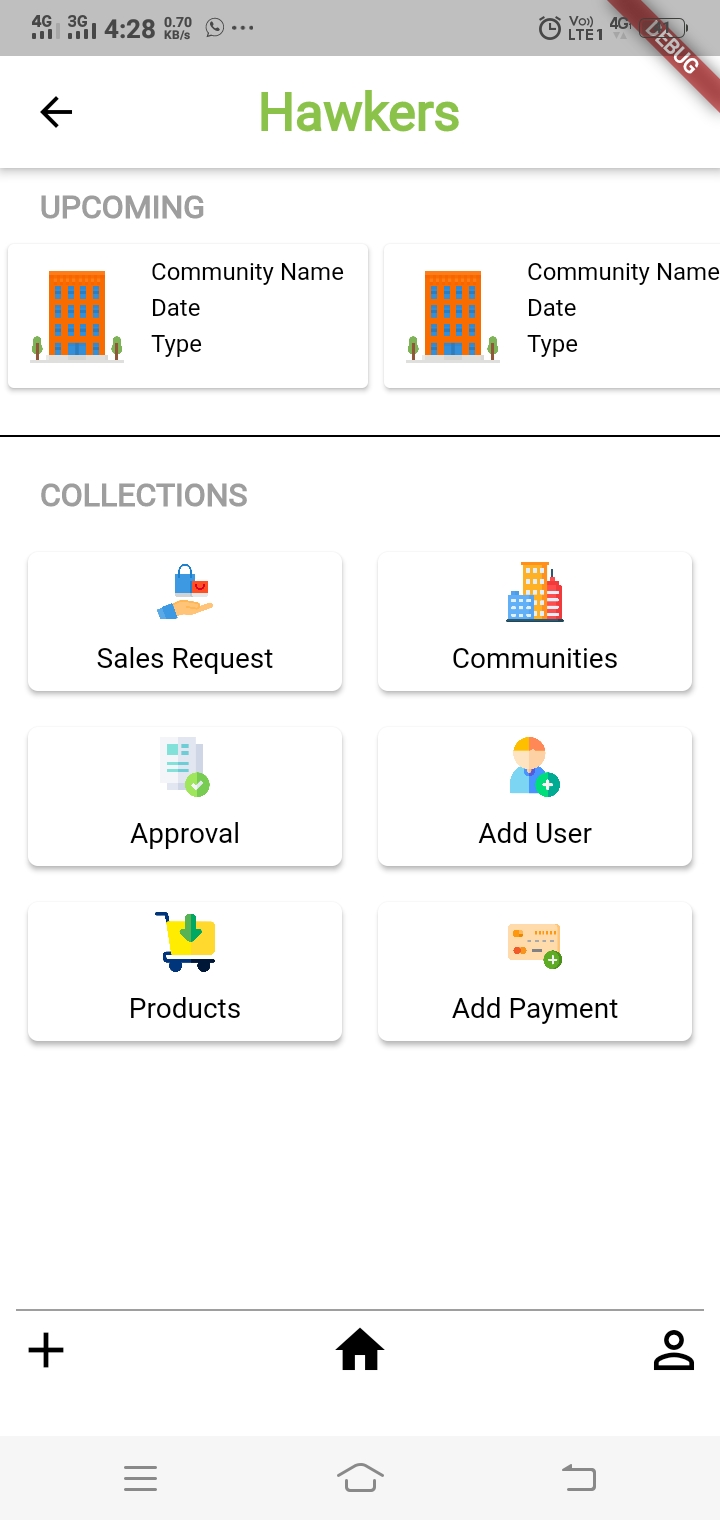 4G 3G 4:28 0.70 KB/s
Vo)) LTE1 4G
DEBUG
Hawkers
UPCOMING
Community Name
Date
Type
Community Name
Date
Type
COLLECTIONS
Sales Request
Communities
Approval
Add User
Products
Add Payment